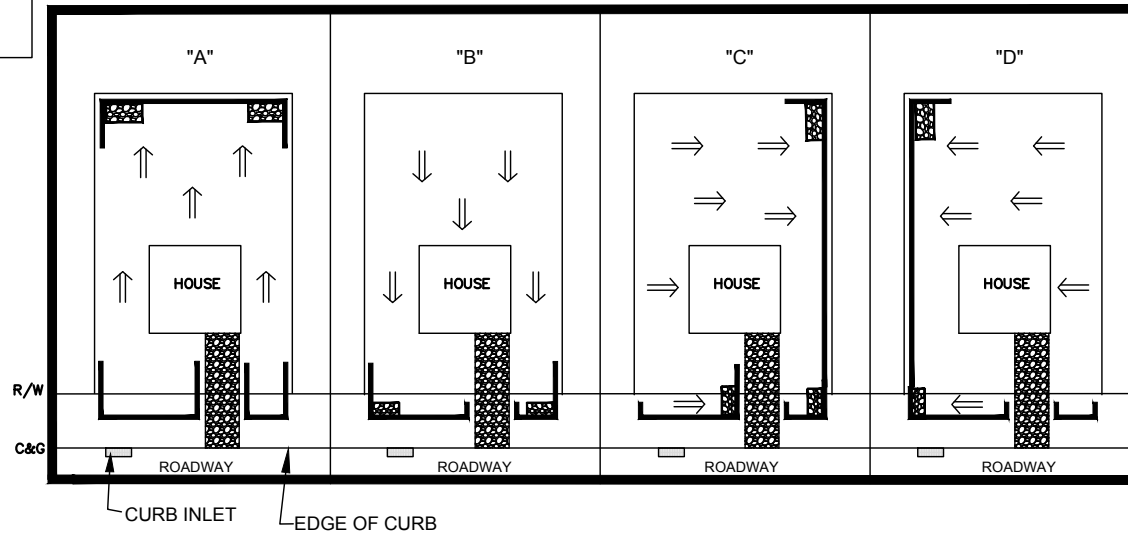 "A" "B" "C" "D"
HOUSE HOUSE HOUSE HOUSE
R/W
C&G
ROADWAY ROADWAY ROADWAY ROADWAY
CURB INLET
EDGE OF CURB